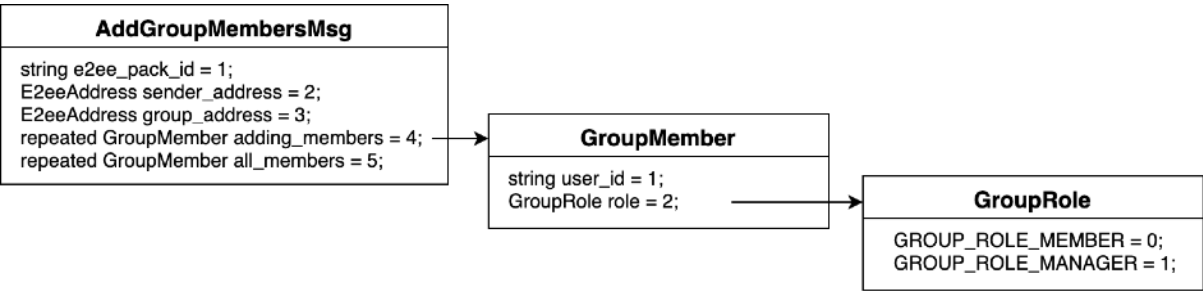 AddGroupMembersMsg
string e2ee_pack_id = 1;
E2eeAddress sender_address = 2;
E2eeAddress group_address = 3;
repeated GroupMember adding_members = 4;
repeated GroupMember all_members = 5;
GroupMember
string user_id = 1;
GroupRole role = 2;
GroupRole
GROUP_ROLE_MEMBER = 0;
GROUP_ROLE_MANAGER = 1;